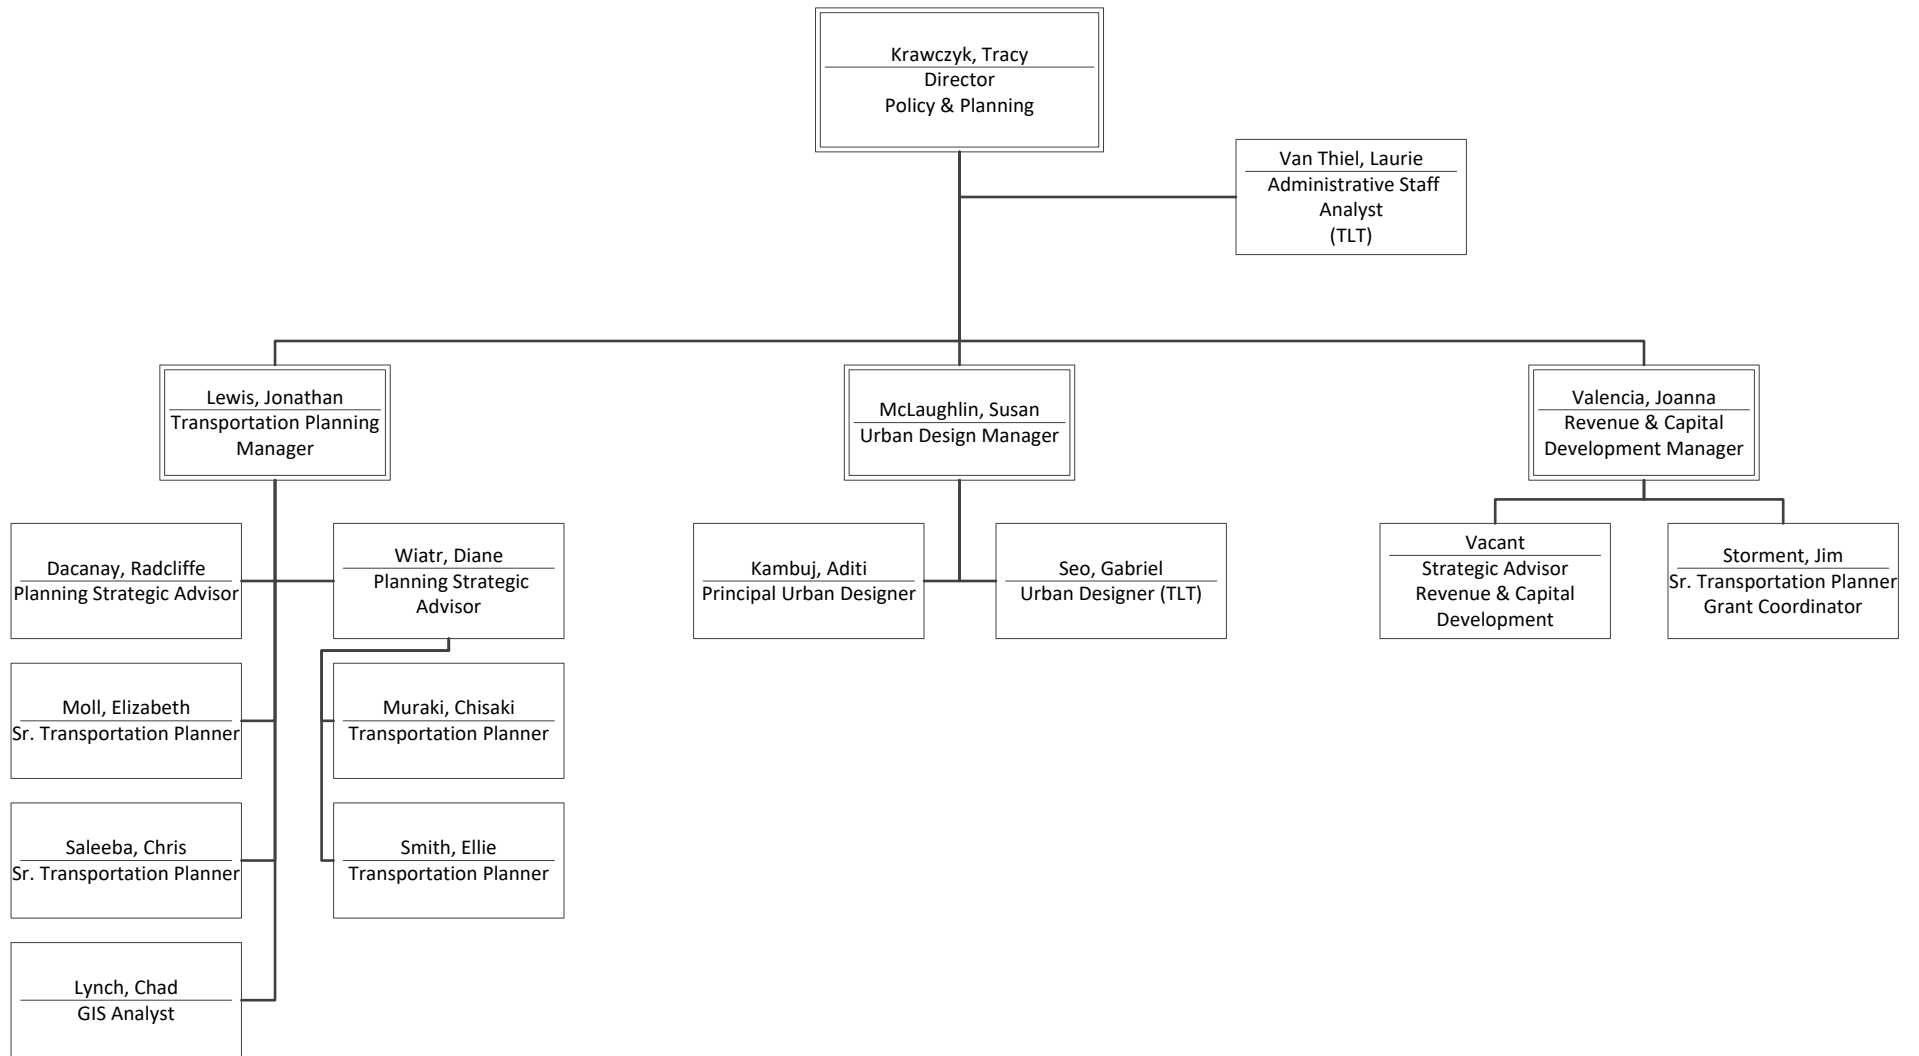 Krawczyk, Tracy
Director
Policy & Planning
Van Thiel, Laurie
Administrative Staff
Analyst
(TLT)
Lewis, Jonathan
Transportation Planning
Manager
McLaughlin, Susan
Urban Design Manager
Valencia, Joanna
Revenue & Capital
Development Manager
Dacanay, Radcliffe
Planning Strategic Advisor
Wiatr, Diane
Planning Strategic
Advisor
Kambuj, Aditi
Principal Urban Designer
Seo, Gabriel
Urban Designer (TLT)
Vacant
Strategic Advisor
Revenue & Capital
Development
Storment, Jim
Sr. Transportation Planner
Grant Coordinator
Moll, Elizabeth
Sr. Transportation Planner
Muraki, Chisaki
Transportation Planner
Saleeba, Chris
Sr. Transportation Planner
Smith, Ellie
Transportation Planner
Lynch, Chad
GIS Analyst